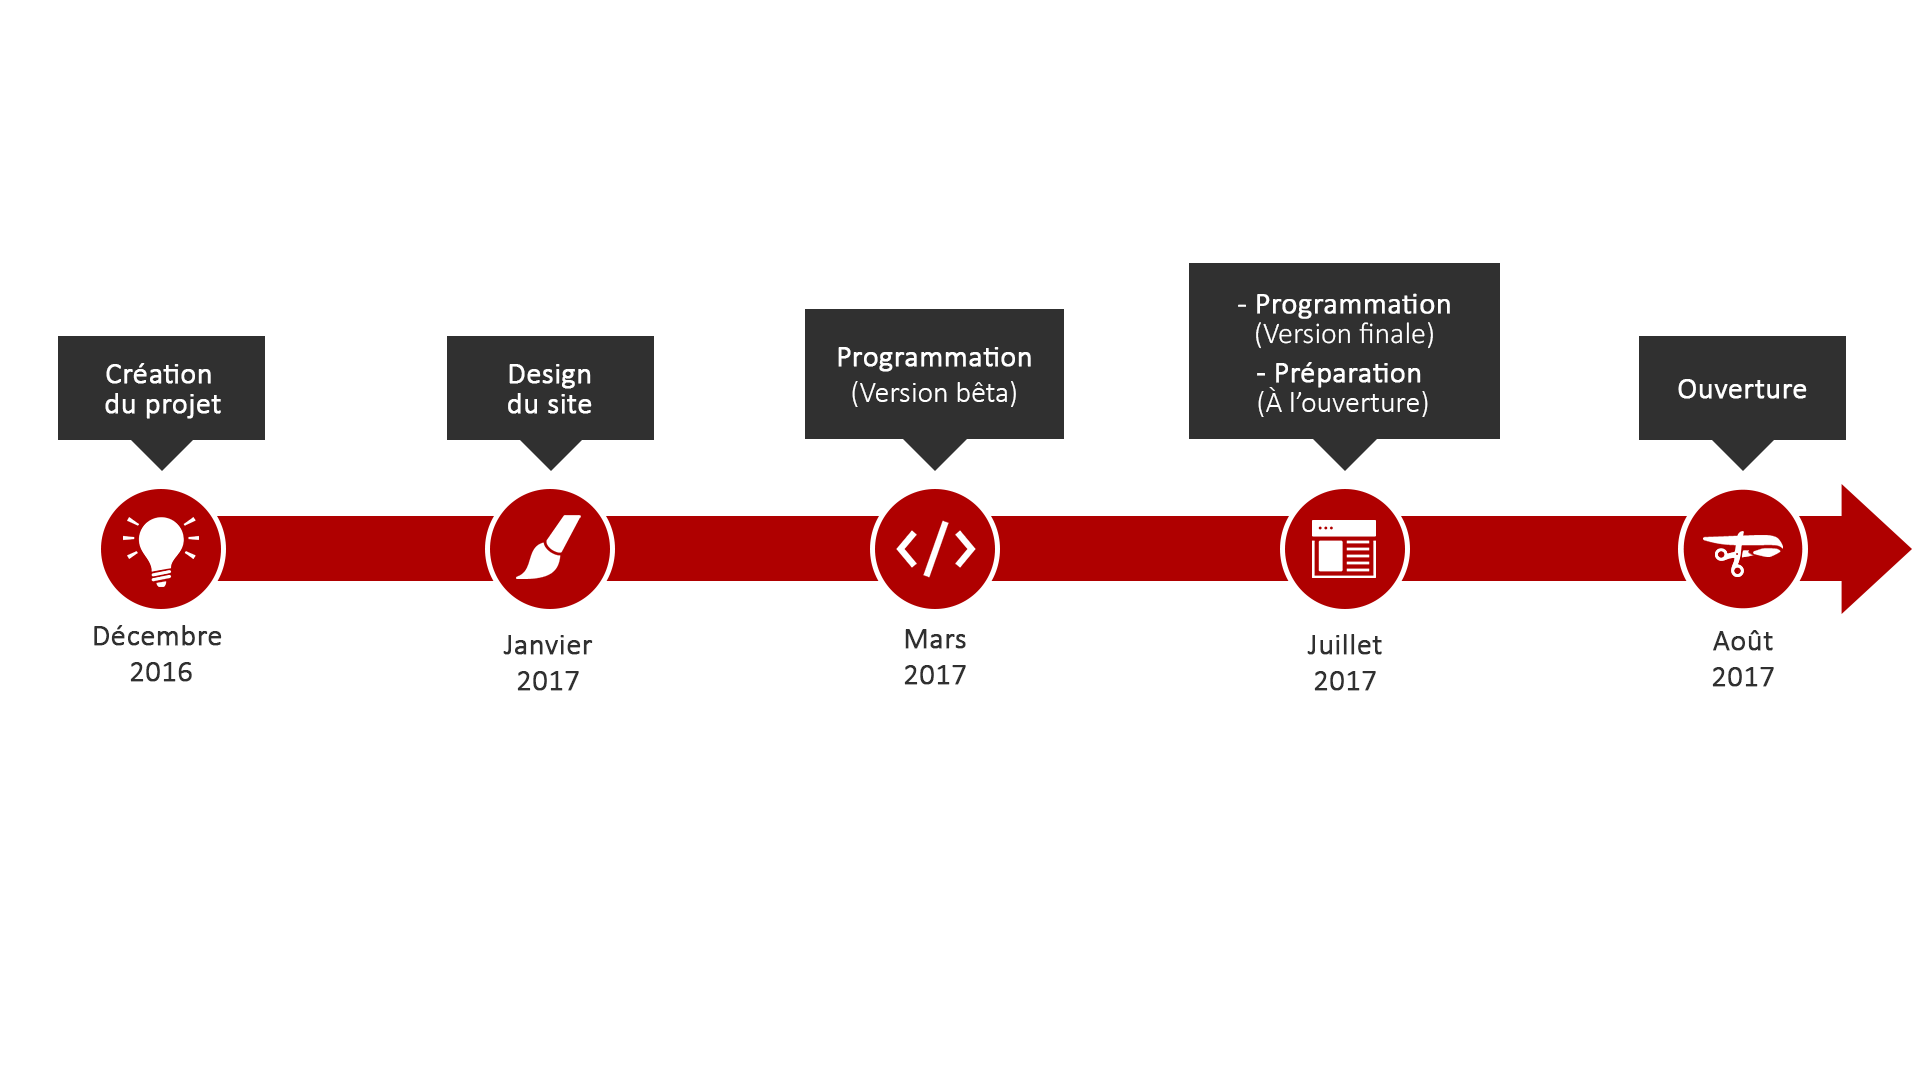 Création
du projet
Design
du site
Programmation
(Version bêta)
- Programmation
(Version finale)
- Préparation
(À l’ouverture)
Ouverture
Décembre
2016
Janvier
2017
Mars
2017
Juillet
2017
Août
2017